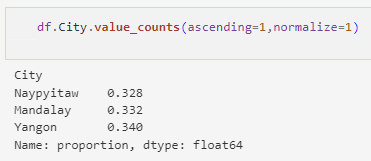 df.City.value_counts(ascending=1,normalize=1)
City
Naypyitaw    0.328
Mandalay     0.332
Yangon       0.340
Name: proportion, dtype: float64